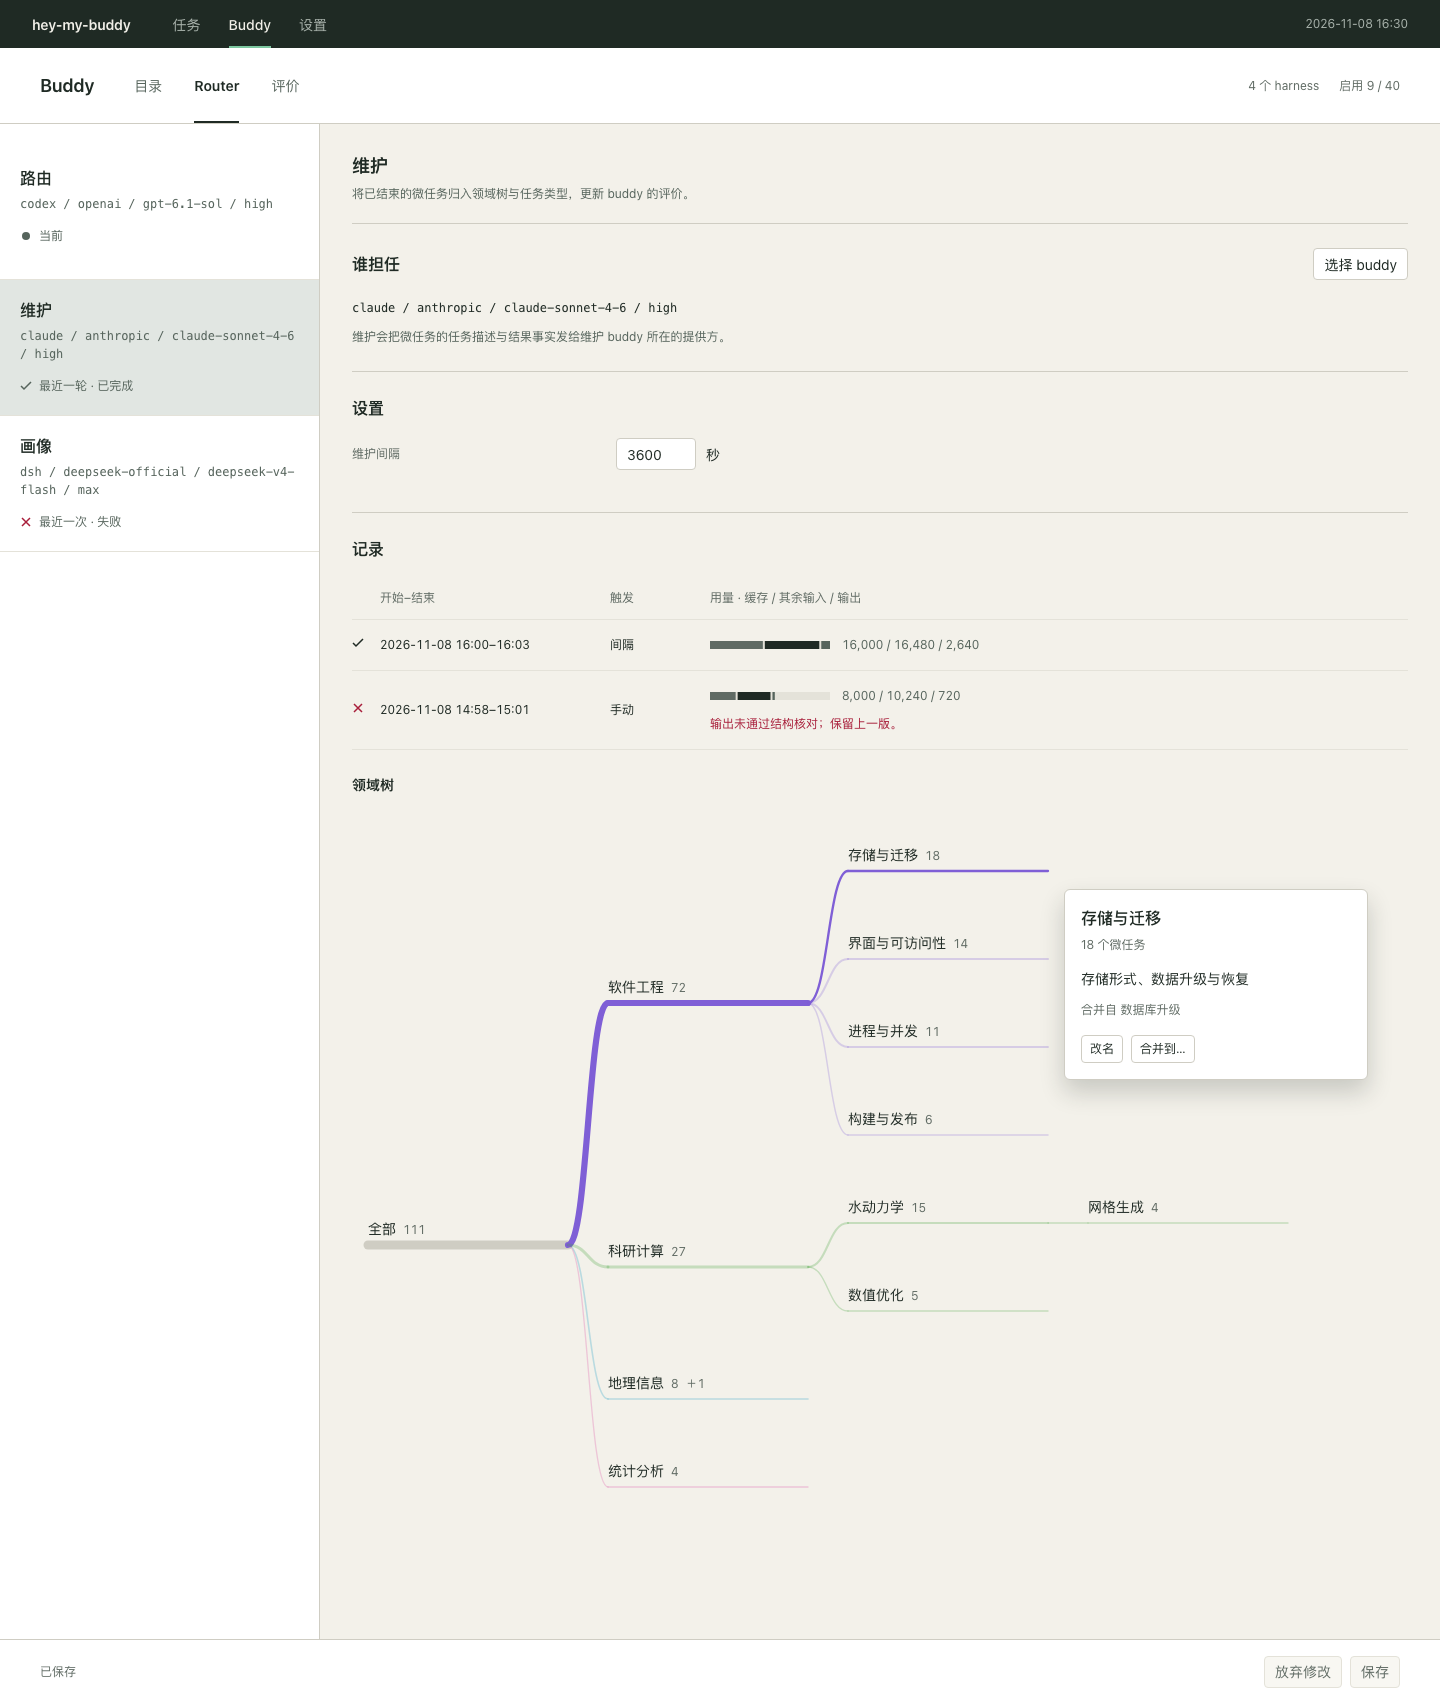 hey-my-buddy 任务 Buddy 设置 2026-11-08 16:30
Buddy 目录 Router 评价 4 个 harness 启用 9 / 40
路由
codex / openai / gpt-6.1-sol / high
当前
维护
claude / anthropic / claude-sonnet-4-6
/ high
最近一轮 · 已完成
画像
dsh / deepseek-official / deepseek-v4-
flash / max
最近一次 · 失败
维护
将已结束的微任务归入领域树与任务类型，更新 buddy 的评价。
谁担任 选择 buddy
claude / anthropic / claude-sonnet-4-6 / high
维护会把微任务的任务描述与结果事实发给维护 buddy 所在的提供方。
设置
维护间隔 3600 秒
记录
开始–结束 触发 用量 · 缓存 / 其余输入 / 输出
2026-11-08 16:00–16:03 间隔 16,000 / 16,480 / 2,640
2026-11-08 14:58–15:01 手动 8,000 / 10,240 / 720
输出未通过结构核对；保留上一版。
领域树
存储与迁移 18
界面与可访问性 14
软件工程 72
进程与并发 11
构建与发布 6
存储与迁移
18 个微任务
存储形式、数据升级与恢复
合并自 数据库升级
改名 合并到...
水动力学 15 网格生成 4
全部 111
科研计算 27
数值优化 5
地理信息 8 +1
统计分析 4
已保存 放弃修改 保存